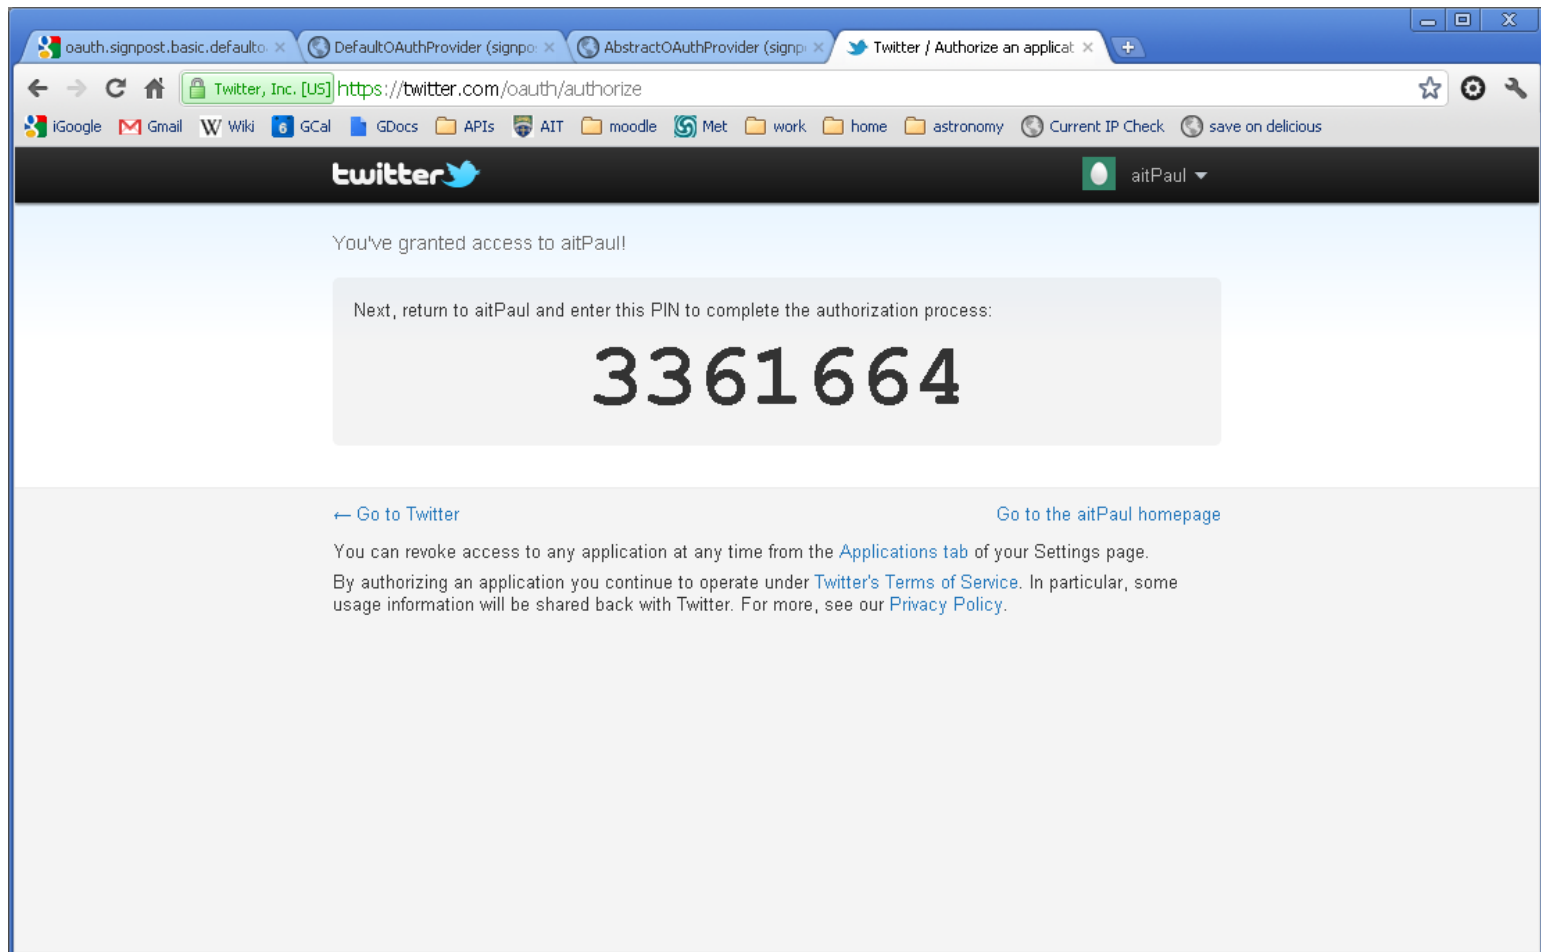 oauth.signpost.basic.defaulto
DefaultOAuthProvider (signpo
AbstractOAuthProvider (signp
Twitter / Authorize an applicat
Twitter, Inc. [US] https://twitter.com/oauth/authorize
iGoogle Gmail W Wiki 6 GCal GDocs APIs AIT moodle Met work home astronomy Current IP Check save on delicious
twitter aitPaul
You've granted access to aitPaul!
Next, return to aitPaul and enter this PIN to complete the authorization process:
3361664
← Go to Twitter Go to the aitPaul homepage
You can revoke access to any application at any time from the Applications tab of your Settings page.
By authorizing an application you continue to operate under Twitter's Terms of Service. In particular, some
usage information will be shared back with Twitter. For more, see our Privacy Policy.